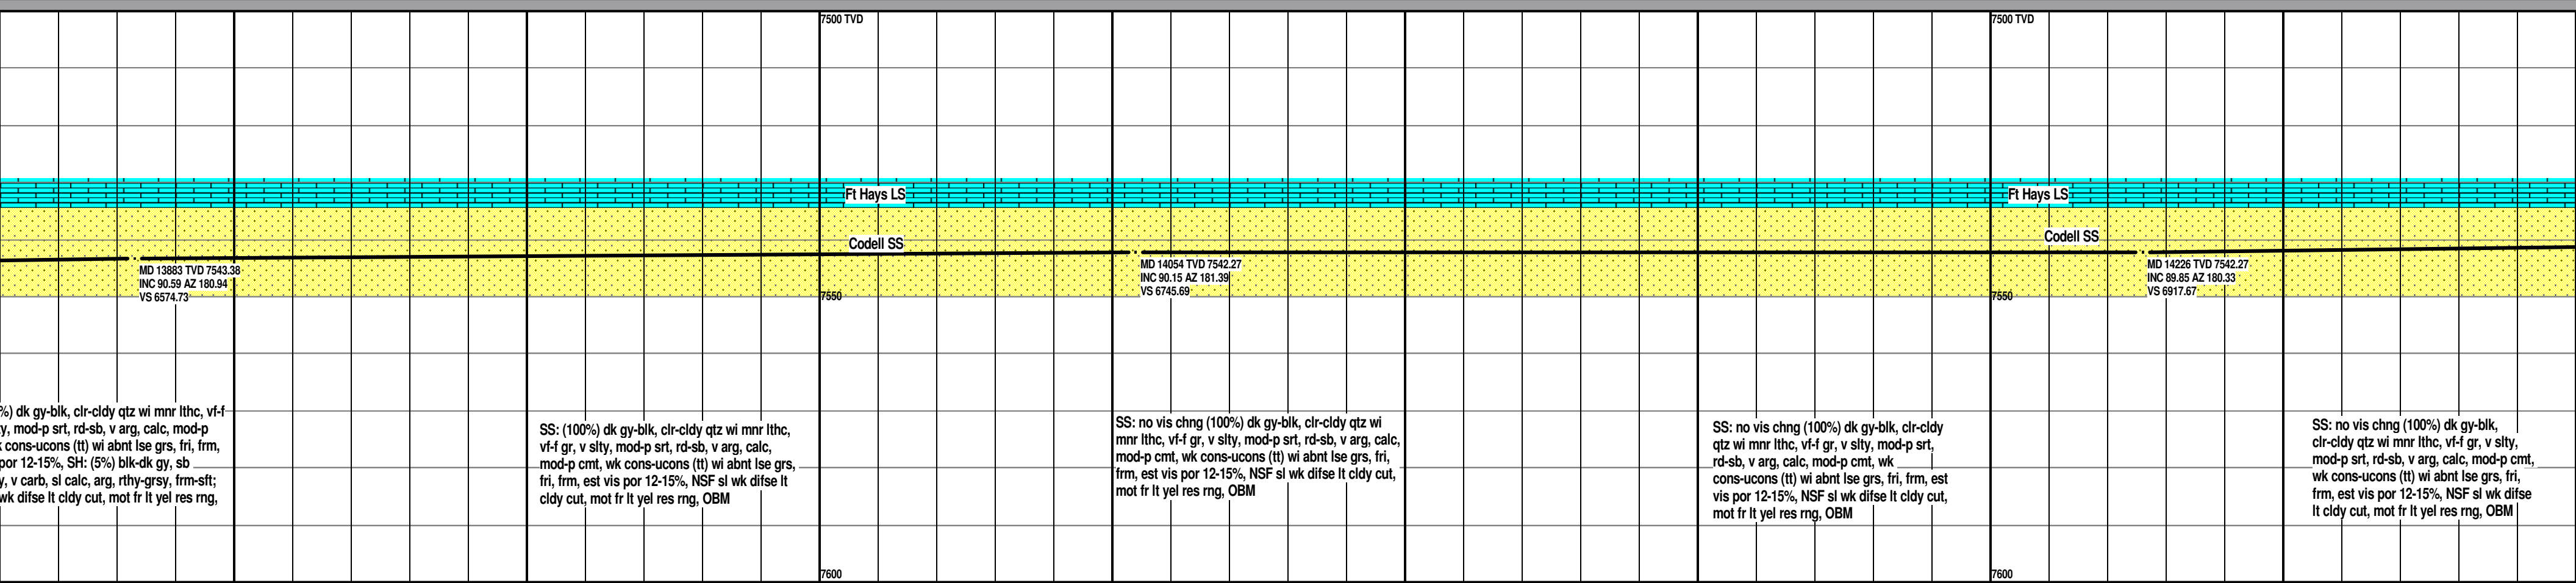 7500 TVD
7500 TVD
Ft Hays LS
Ft Hays LS
Codell SS
Codell SS
MD 13883 TVD 7543.38
INC 90.59 AZ 180.94
VS 6574.73
MD 14054 TVD 7542.27
INC 90.15 AZ 181.39
VS 6745.69
MD 14226 TVD 7542.27
INC 89.85 AZ 180.33
VS 6917.67
7550
7550
%) dk gy-blk, clr-cldy qtz wi mnr lthc, vf-f
y, mod-p srt, rd-sb, v arg, calc, mod-p
cons-ucons (tt) wi abnt lse grs, fri, frm,
por 12-15%, SH: (5%) blk-dk gy, sb
y, v carb, sl calc, arg, rthy-grsy, frm-sft;
wk difse lt cldy cut, mot fr lt yel res rng,
SS: (100%) dk gy-blk, clr-cldy qtz wi mnr lthc,
vf-f gr, v slty, mod-p srt, rd-sb, v arg, calc,
mod-p cmt, wk cons-ucons (tt) wi abnt lse grs,
fri, frm, est vis por 12-15%, NSF sl wk difse lt
cldy cut, mot fr lt yel res rng, OBM
SS: no vis chng (100%) dk gy-blk, clr-cldy qtz wi
mnr lthc, vf-f gr, v slty, mod-p srt, rd-sb, v arg, calc,
mod-p cmt, wk cons-ucons (tt) wi abnt lse grs, fri,
frm, est vis por 12-15%, NSF sl wk difse lt cldy cut,
mot fr lt yel res rng, OBM
SS: no vis chng (100%) dk gy-blk, clr-cldy
qtz wi mnr lthc, vf-f gr, v slty, mod-p srt,
rd-sb, v arg, calc, mod-p cmt, wk
cons-ucons (tt) wi abnt lse grs, fri, frm, est
vis por 12-15%, NSF sl wk difse lt cldy cut,
mot fr lt yel res rng, OBM
SS: no vis chng (100%) dk gy-blk,
clr-cldy qtz wi mnr lthc, vf-f gr, v slty,
mod-p srt, rd-sb, v arg, calc, mod-p cmt,
wk cons-ucons (tt) wi abnt lse grs, fri,
frm, est vis por 12-15%, NSF sl wk difse
lt cldy cut, mot fr lt yel res rng, OBM
7600
7600